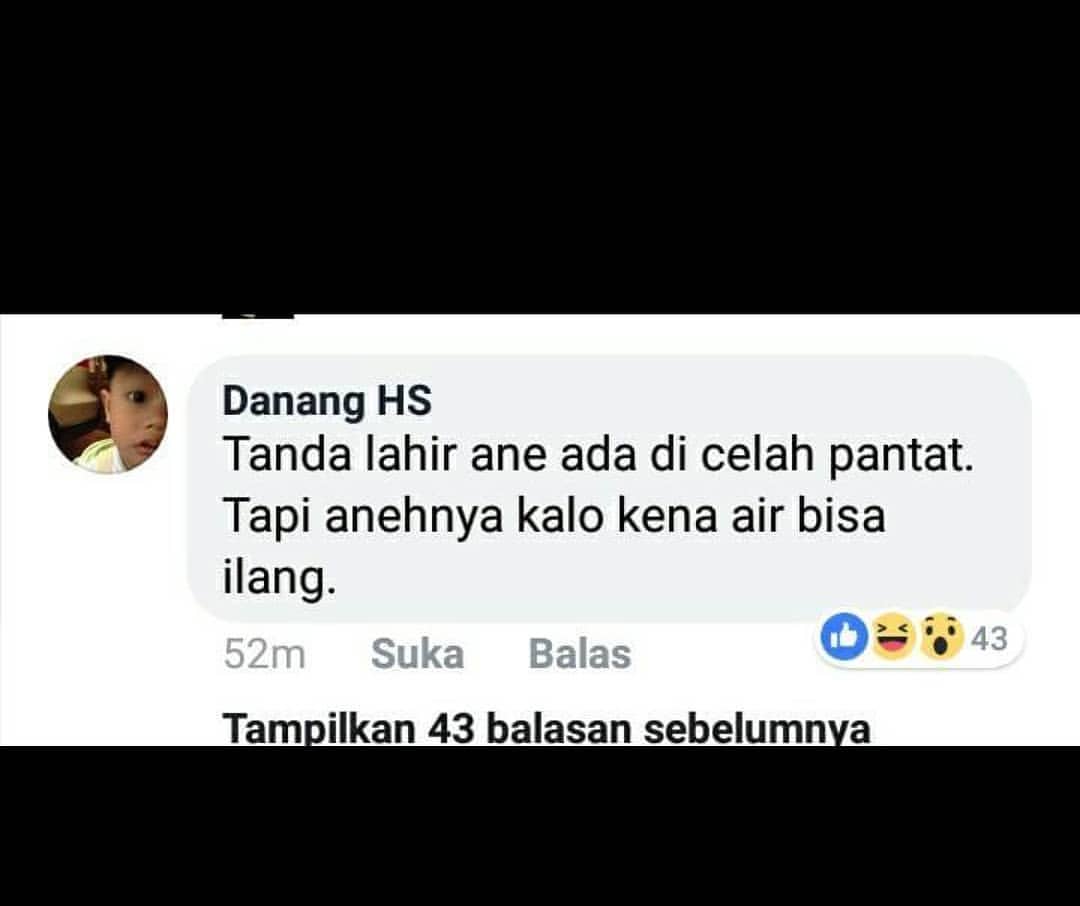 Danang HS
Tanda lahir ane ada di celah pantat.
Tapi anehnya kalo kena air bisa
ilang.
52m Suka Balas 43
Tampilkan 43 balasan sebelumnya